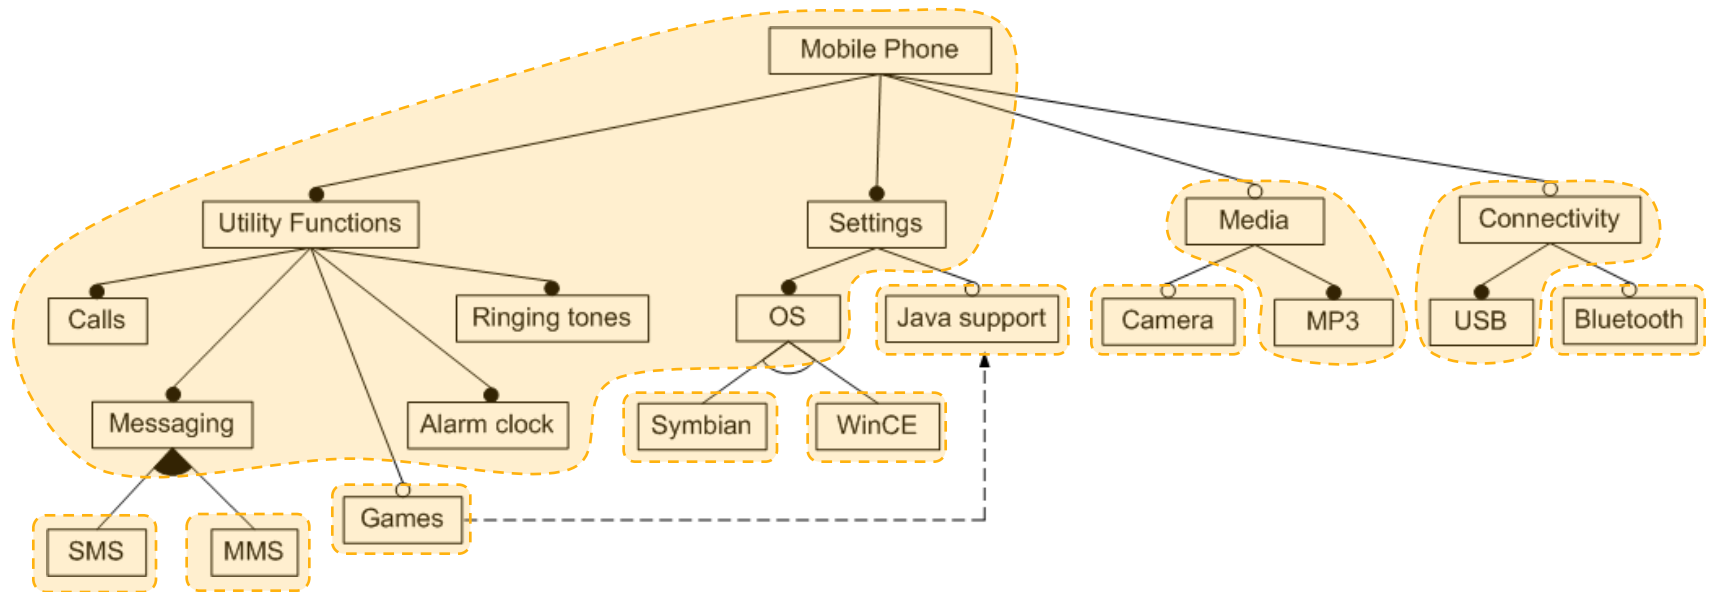 Mobile Phone
Utility Functions
Settings
Media
Connectivity
Calls
Ringing tones
OS
Java support
Camera
MP3
USB
Bluetooth
Messaging
Alarm clock
Symbian
WinCE
Games
SMS
MMS